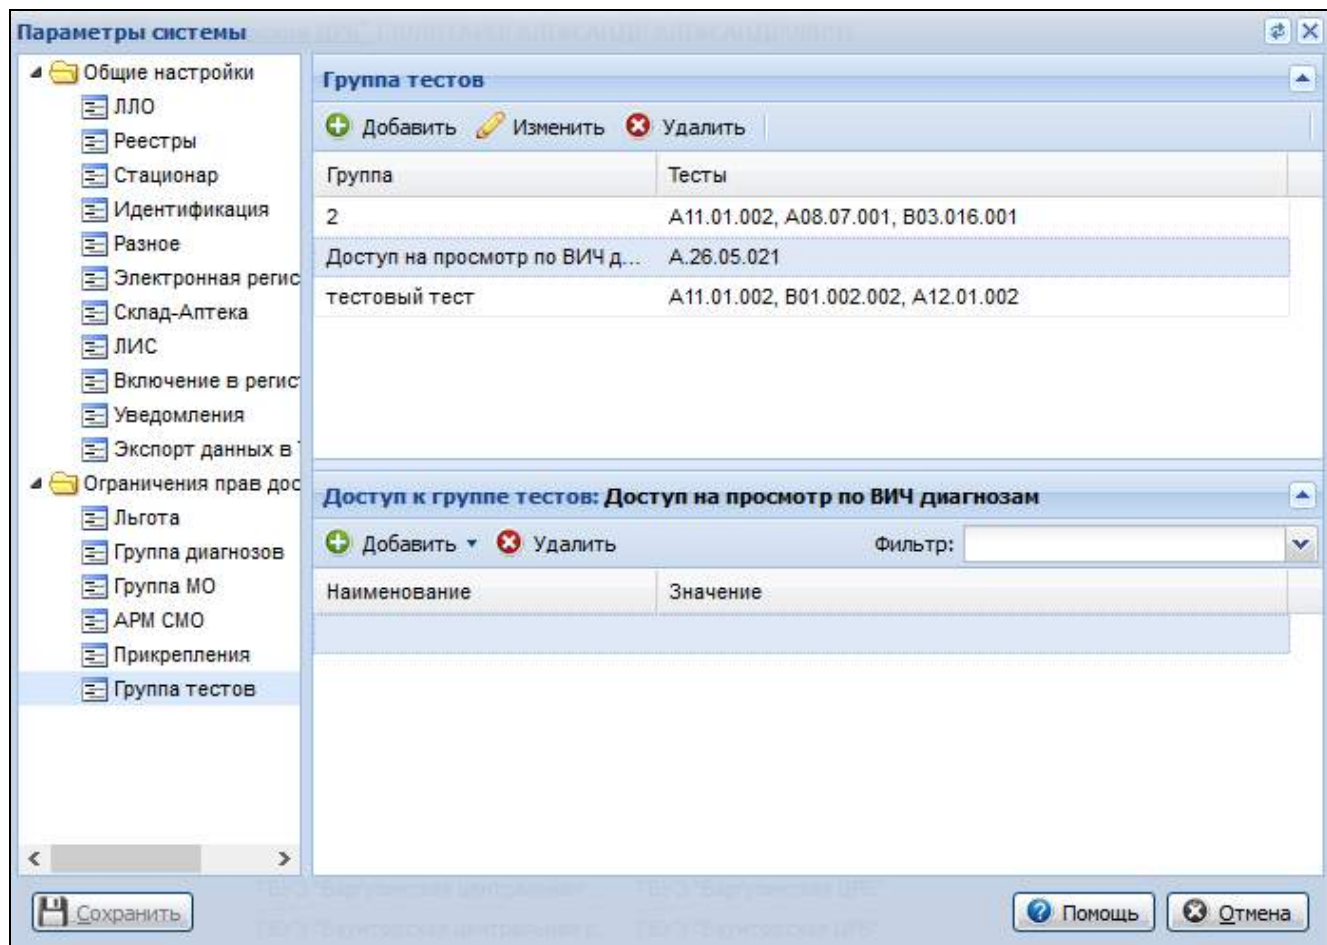 Параметры системы
Общие настройки
ЛЛО
Реестры
Стационар
Идентификация
Разное
Электронная регис
Склад-Аптека
ЛИС
Включение в регис
Уведомления
Экспорт данных в
Ограничения прав дос
Льгота
Группа диагнозов
Группа МО
АРМ СМО
Прикрепления
Группа тестов
Группа тестов
Добавить Изменить Удалить
Группа Тесты
2 A11.01.002, A08.07.001, B03.016.001
Доступ на просмотр по ВИЧ д... A.26.05.021
тестовый тест A11.01.002, B01.002.002, A12.01.002
Доступ к группе тестов: Доступ на просмотр по ВИЧ диагнозам
Добавить Удалить Фильтр:
Наименование Значение
Сохранить Помощь Отмена